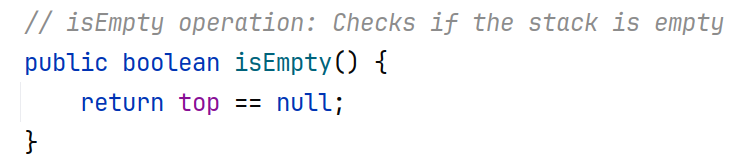 // isEmpty operation: Checks if the stack is empty
public boolean isEmpty() {
    return top == null;
}